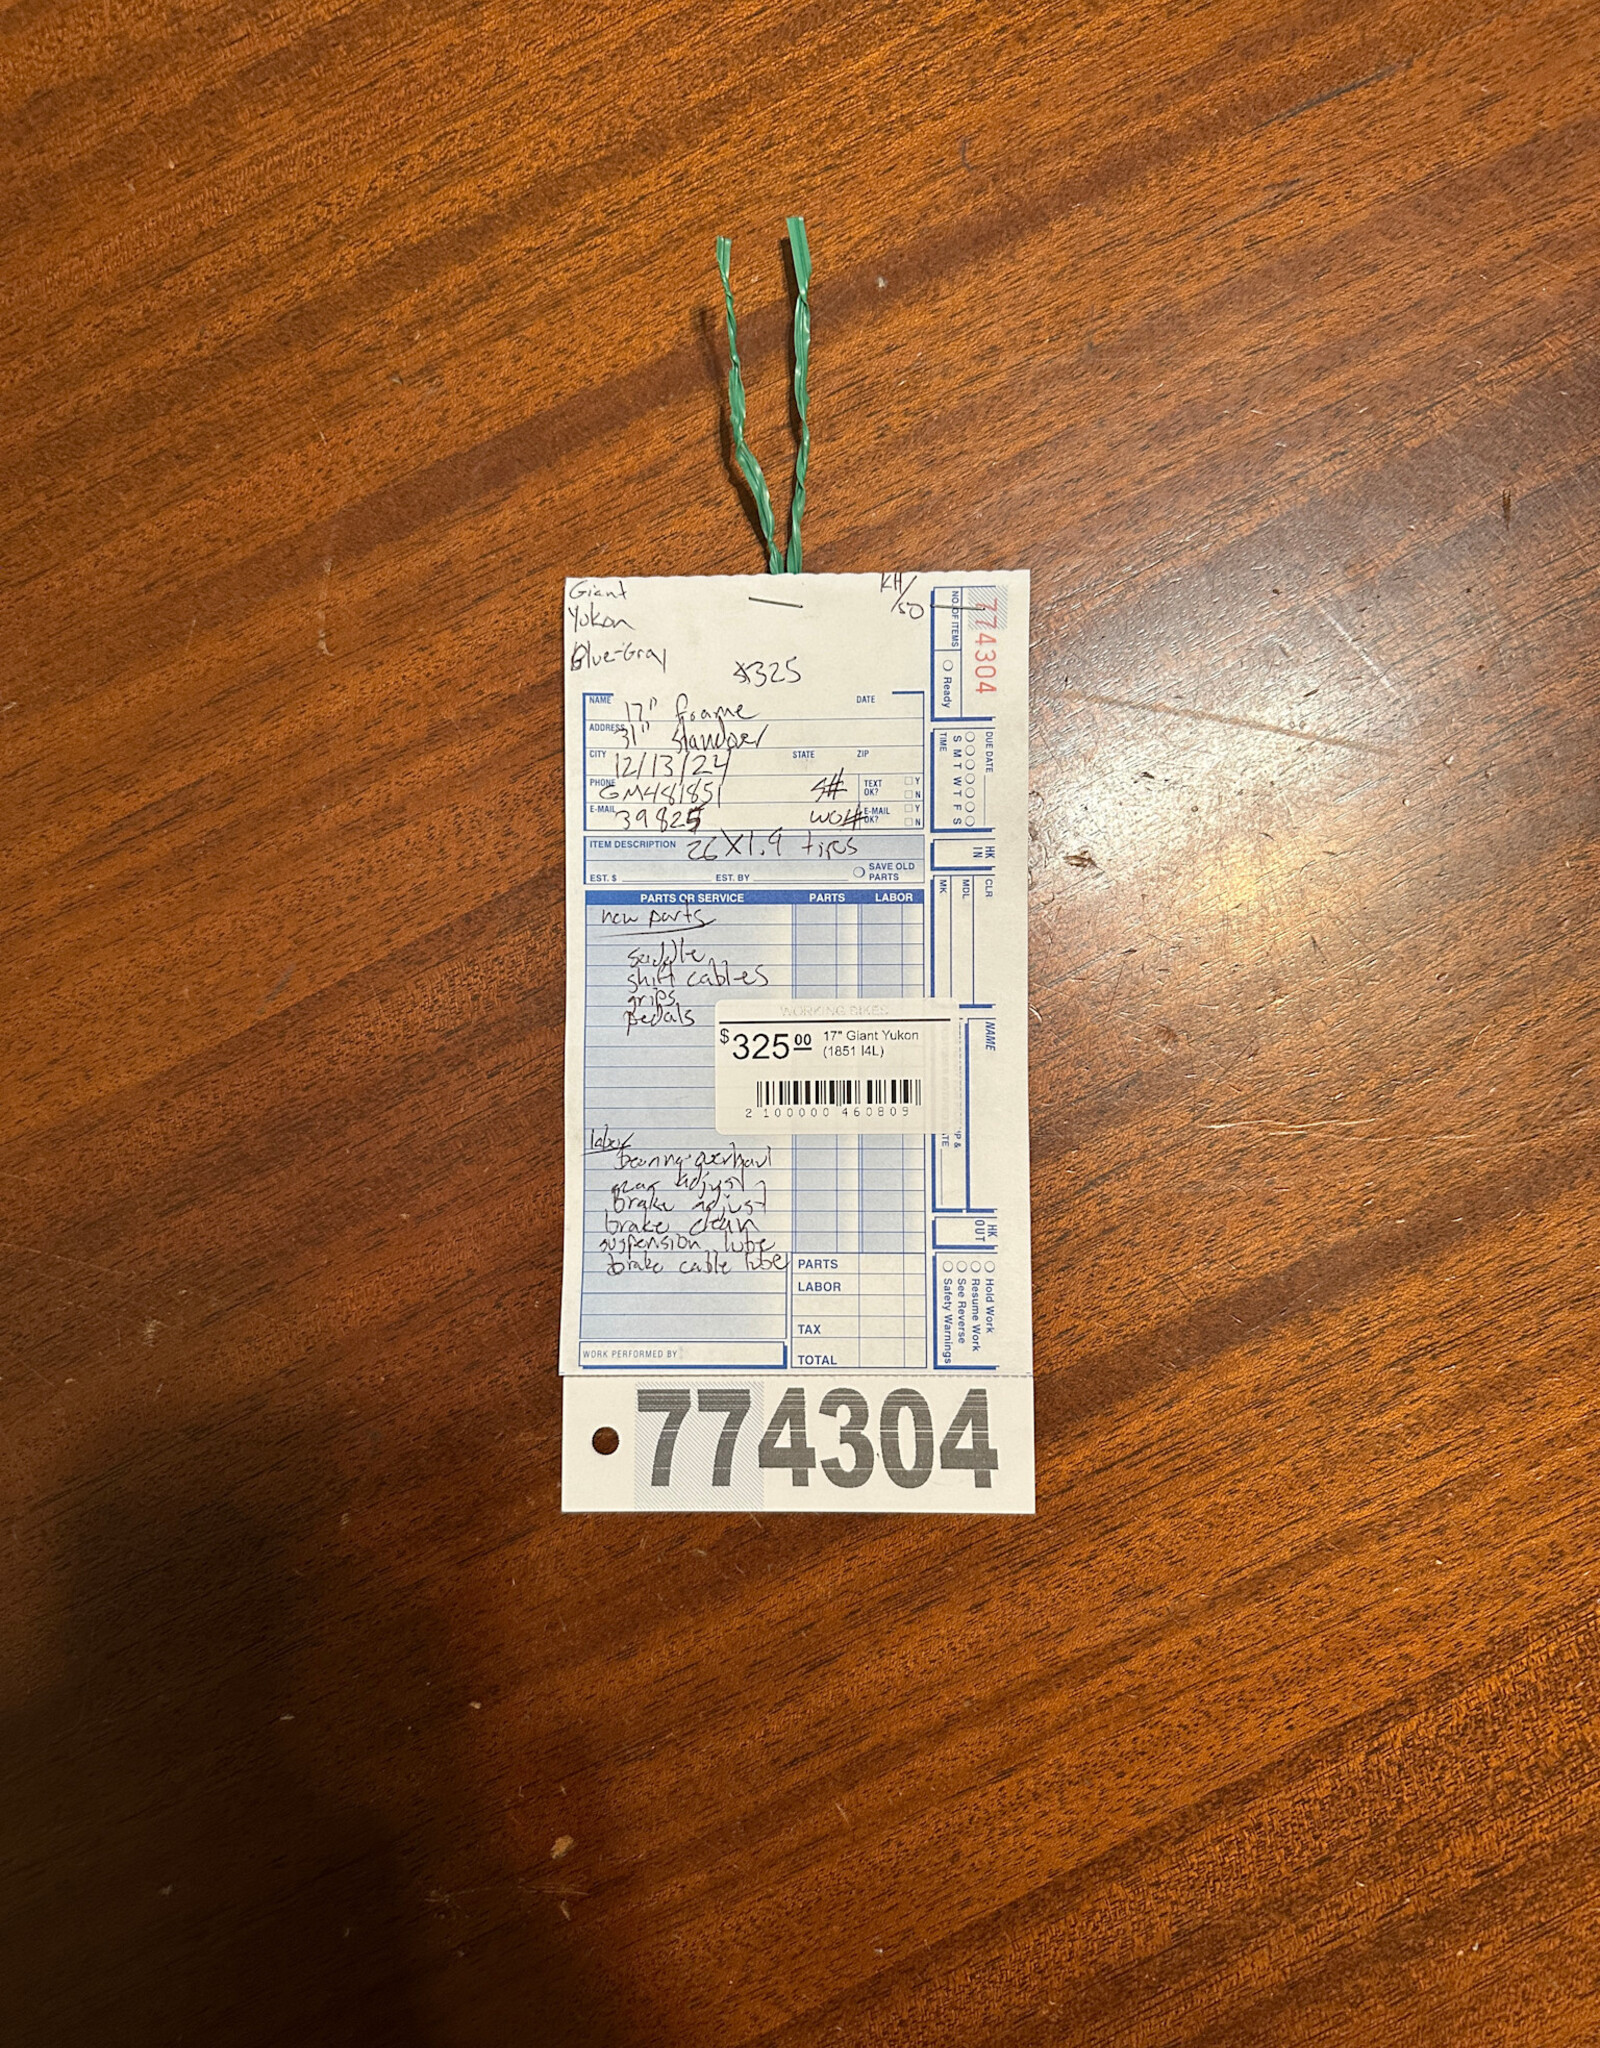 Giant
Yukon
Blue-Gray
KH/
SD
$325
NO. OF ITEMS
Ready
774304
NAME 17" frame DATE
ADDRESS 31" standover
CITY 12/13/24 STATE ZIP
PHONE GM481851 S# TEXT OK? Y N
E-MAIL 39825 WO# E-MAIL OK? Y N
DUE DATE
S M T W T F S
TIME
ITEM DESCRIPTION 26X1.9 tires
EST. $ EST. BY SAVE OLD PARTS
HK IN
PARTS OR SERVICE PARTS LABOR
CLR
MDL
MK
new parts
saddle
shift cables
grips
pedals
WORKING BIKES
$325.00 17" Giant Yukon
(1851 I4L)
2 100000 460809
NAME
labor
bearing overhaul
gear adjust
brake adjust
brake clean
suspension lube
brake cable lube
HK OUT
PARTS
LABOR
TAX
TOTAL
Hold Work
Resume Work
See Reverse
Safety Warnings
WORK PERFORMED BY
774304